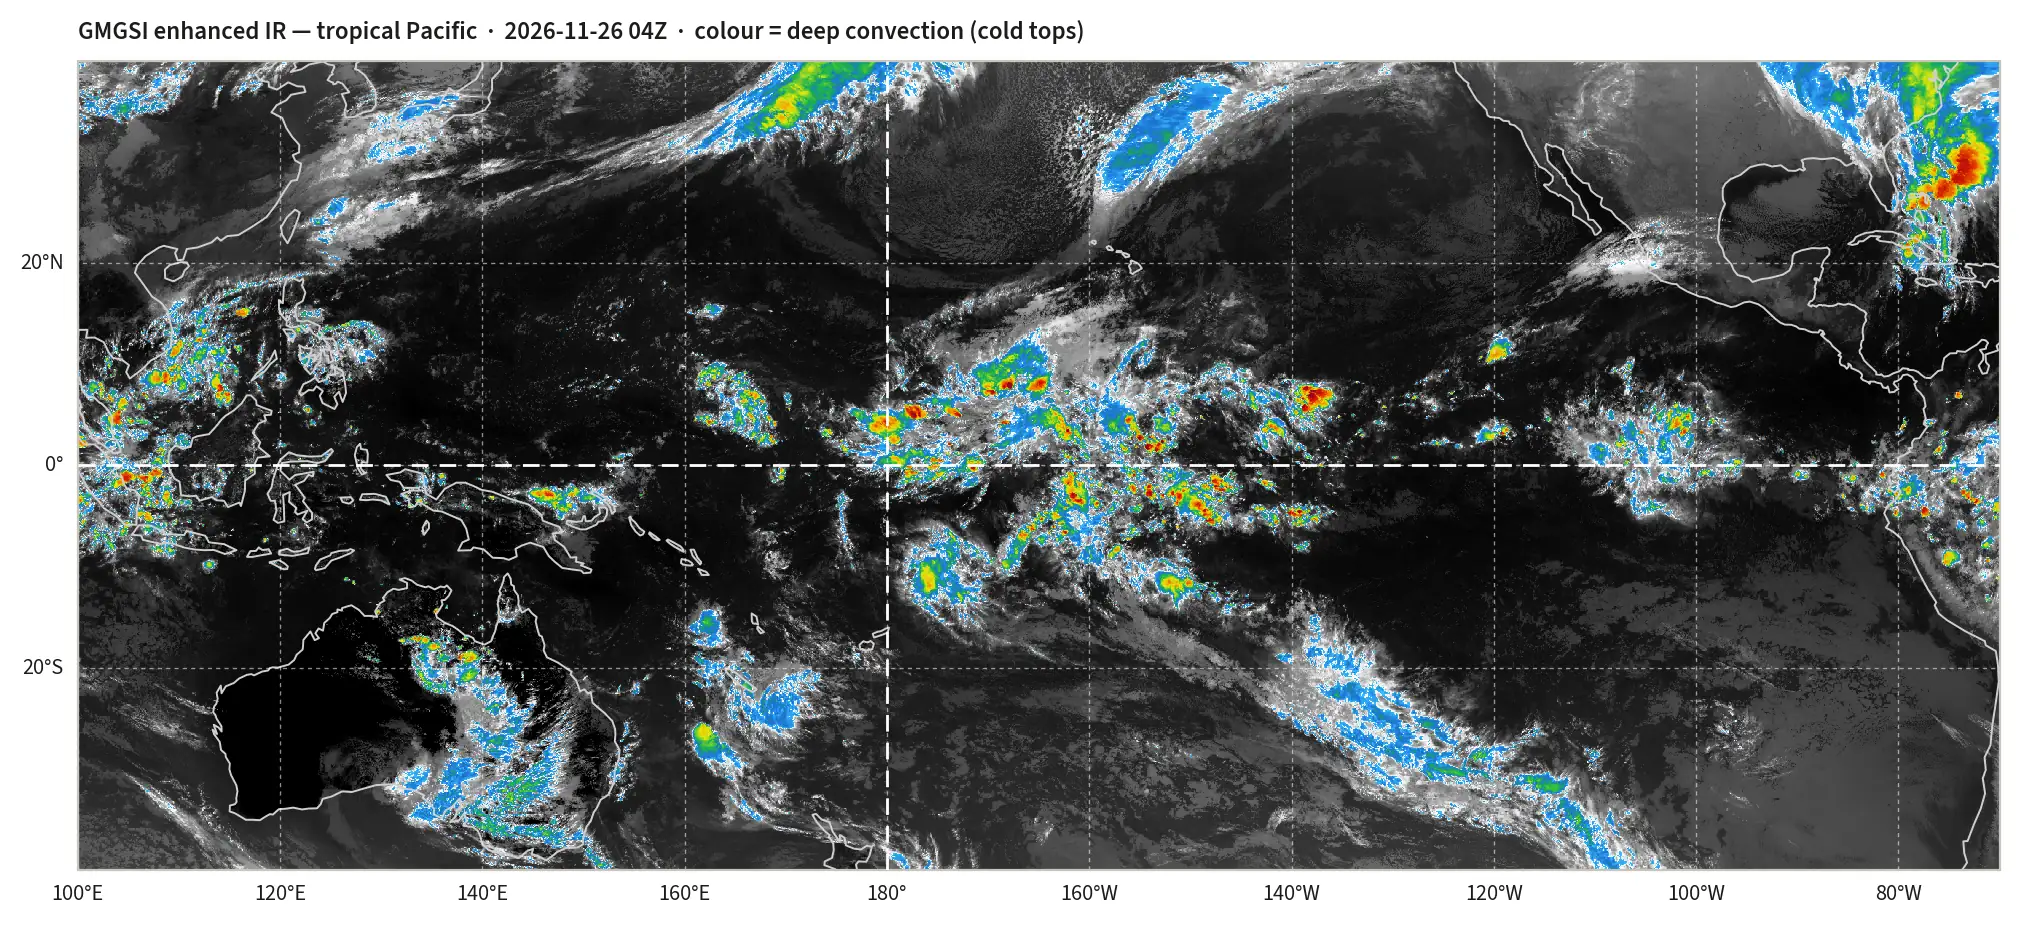 GMGSI enhanced IR — tropical Pacific · 2026-11-26 04Z · colour = deep convection (cold tops)
20°N
0°
20°S
100°E 120°E 140°E 160°E 180° 160°W 140°W 120°W 100°W 80°W